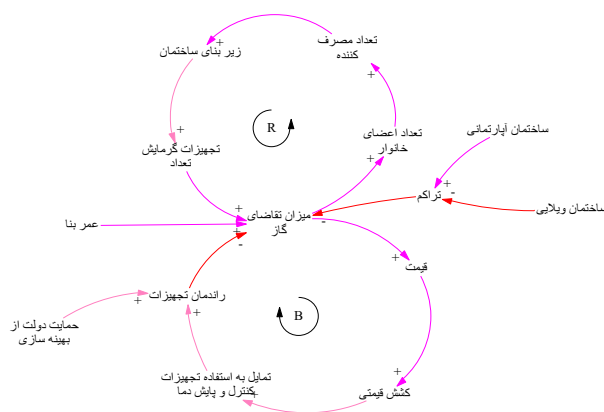 تعداد مصرف
کننده
زیر بنای ساختمان
+
+
R
تعداد اعضای
خانوار
+
ساختمان آپارتمانی
+
تجهیزات گرمایش
تعداد
+
-
تراکم
ساختمان ویلایی
میزان تقاضای
گاز
+
+
-
-
عمر بنا
قیمت
+
راندمان تجهیزات
+
+
B
حمایت دولت از
بهینه سازی
تمایل به استفاده تجهیزات
کنترل و پایش دما
+
کشش قیمتی
+